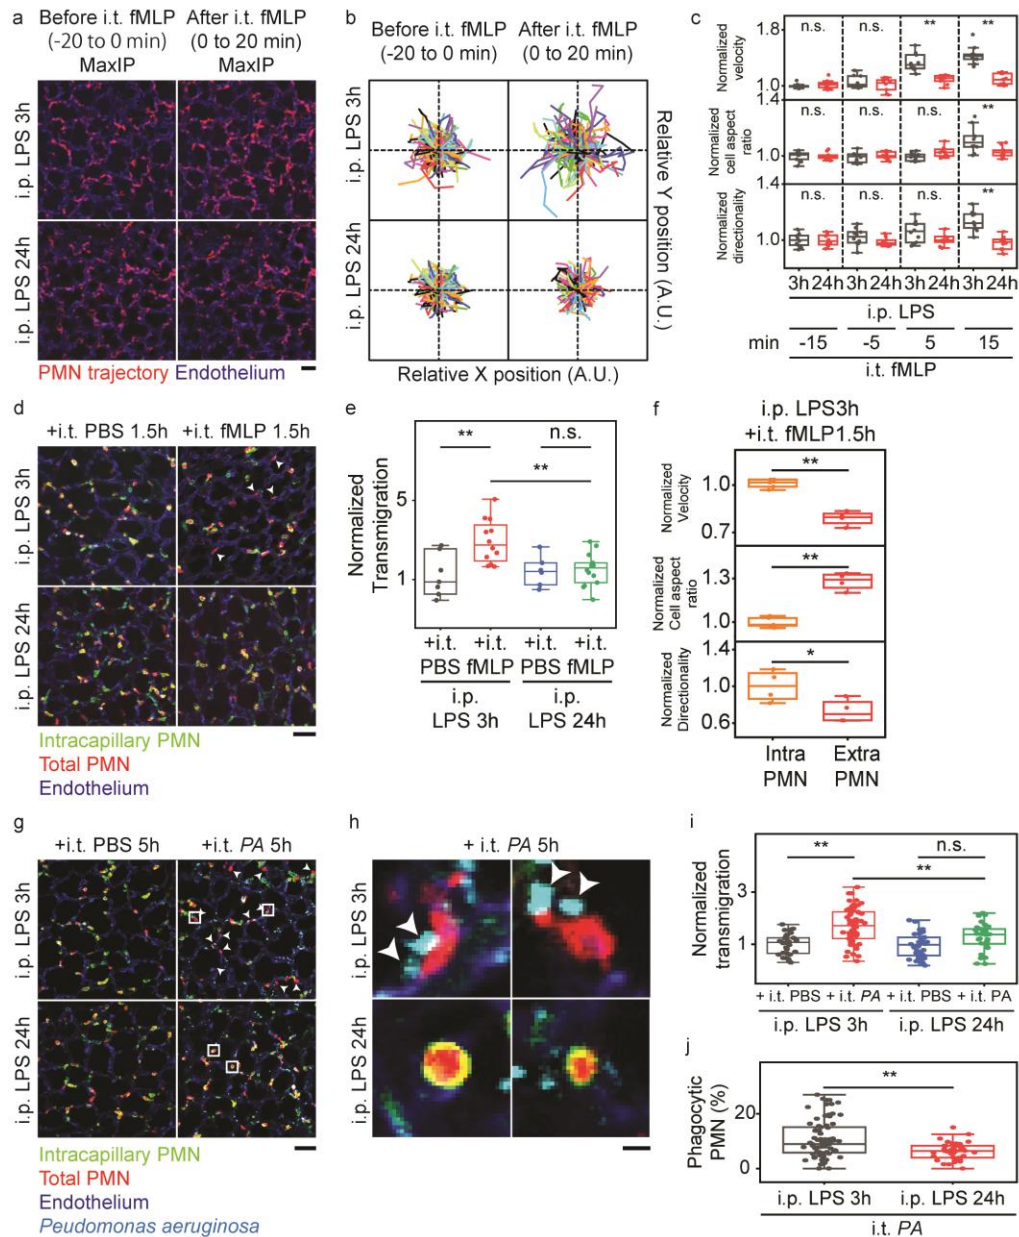 a
Before i.t. fMLP
(-20 to 0 min)
MaxIP
After i.t. fMLP
(0 to 20 min)
MaxIP
i.p. LPS 3h
i.p. LPS 24h
PMN trajectory Endothelium
b
Before i.t. fMLP
(-20 to 0 min)
After i.t. fMLP
(0 to 20 min)
i.p. LPS 3h
i.p. LPS 24h
Relative Y position (A.U.)
Relative X position (A.U.)
c
Normalized
velocity
1.8
1.0
n.s.
n.s.
**
**
Normalized
cell aspect
ratio
1.4
1.0
n.s.
n.s.
n.s.
**
Normalized
directionality
1.4
1.0
n.s.
n.s.
n.s.
**
3h 24h 3h 24h 3h 24h 3h 24h
i.p. LPS
min -15 -5 5 15
i.t. fMLP
d
+i.t. PBS 1.5h
+i.t. fMLP 1.5h
i.p. LPS 3h
i.p. LPS 24h
Intracapillary PMN
Total PMN
Endothelium
e
Normalized
Transmigration
5
1
**
n.s.
**
+i.t. +i.t. +i.t. +i.t.
PBS fMLP PBS fMLP
i.p. i.p.
LPS 3h LPS 24h
f
i.p. LPS3h
+i.t. fMLP1.5h
Normalized
Velocity
1.0
0.7
**
Normalized
Cell aspect
ratio
1.3
1.0
**
Normalized
Directionality
1.4
1.0
0.6
*
Intra Extra
PMN PMN
g
+i.t. PBS 5h
+i.t. PA 5h
i.p. LPS 3h
i.p. LPS 24h
Intracapillary PMN
Total PMN
Endothelium
Peudomonas aeruginosa
h
+ i.t. PA 5h
i.p. LPS 3h
i.p. LPS 24h
i
Normalized
transmigration
3
1
**
n.s.
**
+ i.t. PBS + i.t. PA + i.t. PBS + i.t. PA
i.p. LPS 3h i.p. LPS 24h
j
Phagocytic
PMN (%)
20
0
**
i.p. LPS 3h i.p. LPS 24h
i.t. PA